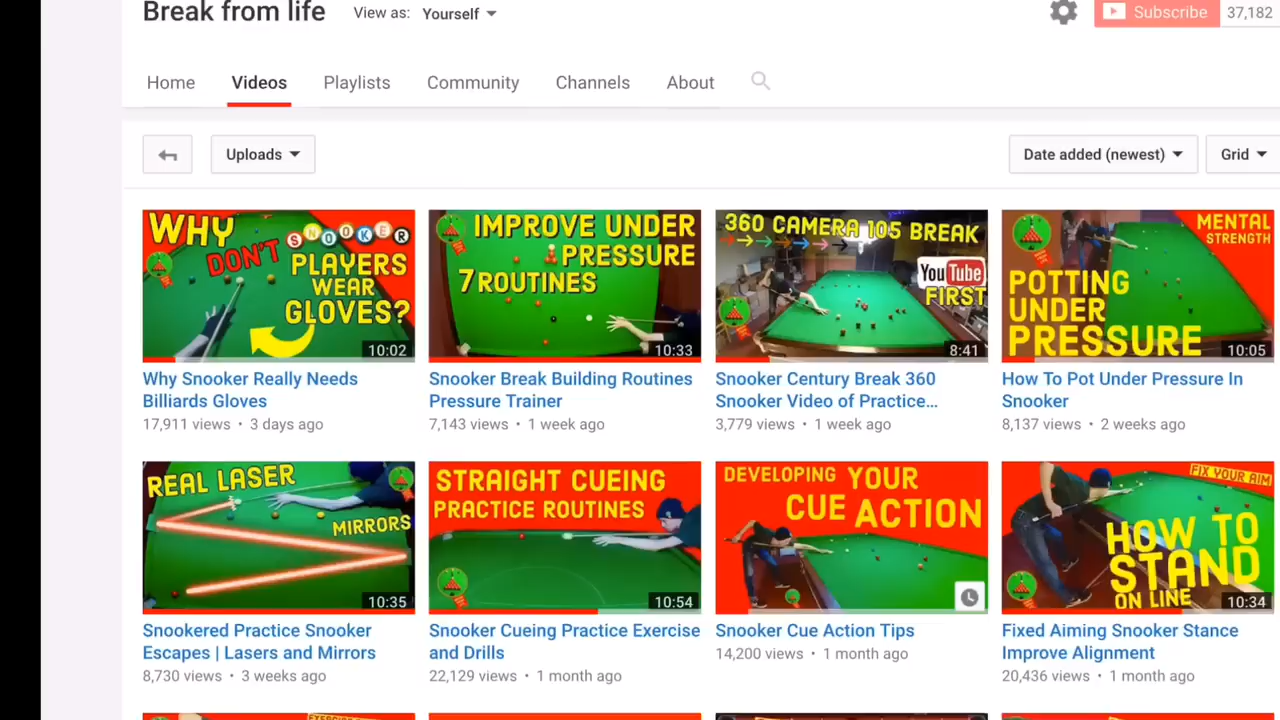 Break from life View as: Yourself Subscribe 37,182
Home Videos Playlists Community Channels About
Uploads Date added (newest) Grid
WHY
DON'T SNOOKER
PLAYERS
WEAR
GLOVES?
10:02
IMPROVE UNDER
PRESSURE
7 ROUTINES
10:33
360 CAMERA 105 BREAK
YouTube
FIRST
8:41
MENTAL
STRENGTH
POTTING
UNDER
PRESSURE
10:05
Why Snooker Really Needs
Billiards Gloves
17,911 views • 3 days ago
Snooker Break Building Routines
Pressure Trainer
7,143 views • 1 week ago
Snooker Century Break 360
Snooker Video of Practice…
3,779 views • 1 week ago
How To Pot Under Pressure In
Snooker
8,137 views • 2 weeks ago
REAL LASER
MIRRORS
10:35
STRAIGHT CUEING
PRACTICE ROUTINES
10:54
DEVELOPING YOUR
CUE ACTION
FIX YOUR AIM
HOW TO
STAND
ON LINE
10:34
Snookered Practice Snooker
Escapes | Lasers and Mirrors
8,730 views • 3 weeks ago
Snooker Cueing Practice Exercise
and Drills
22,129 views • 1 month ago
Snooker Cue Action Tips
14,200 views • 1 month ago
Fixed Aiming Snooker Stance
Improve Alignment
20,436 views • 1 month ago